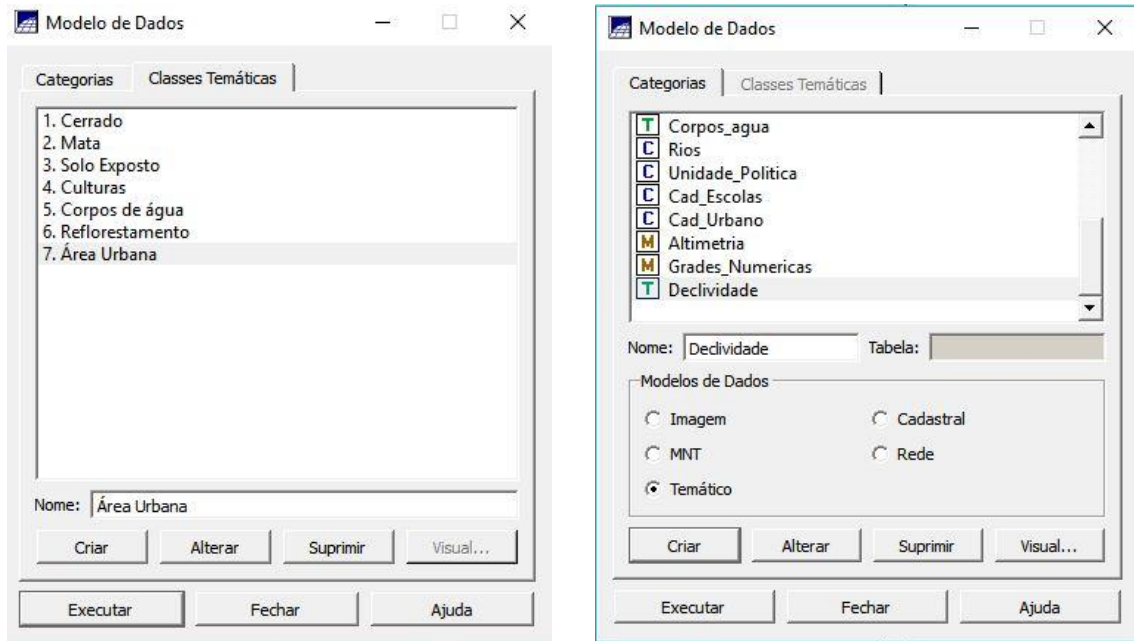 Modelo de Dados
Categorias Classes Temáticas
1. Cerrado
2. Mata
3. Solo Exposto
4. Culturas
5. Corpos de água
6. Reflorestamento
7. Área Urbana
Nome: Área Urbana
Criar Alterar Suprimir Visual...
Executar Fechar Ajuda
Modelo de Dados
Categorias Classes Temáticas
T Corpos_agua
C Rios
C Unidade_Politica
C Cad_Escolas
C Cad_Urbano
M Altimetria
M Grades_Numericas
T Declividade
Nome: Declividade Tabela:
Modelos de Dados
Imagem Cadastral
MNT Rede
Temático
Criar Alterar Suprimir Visual...
Executar Fechar Ajuda